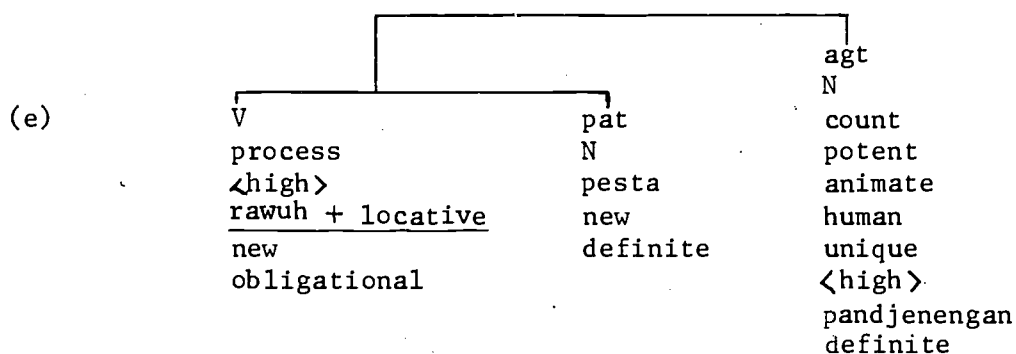 agt
N
(e) V pat count
process N potent
<high> pesta animate
rawuh + locative new human
new definite unique
obligational <high>
pandjenengan
definite